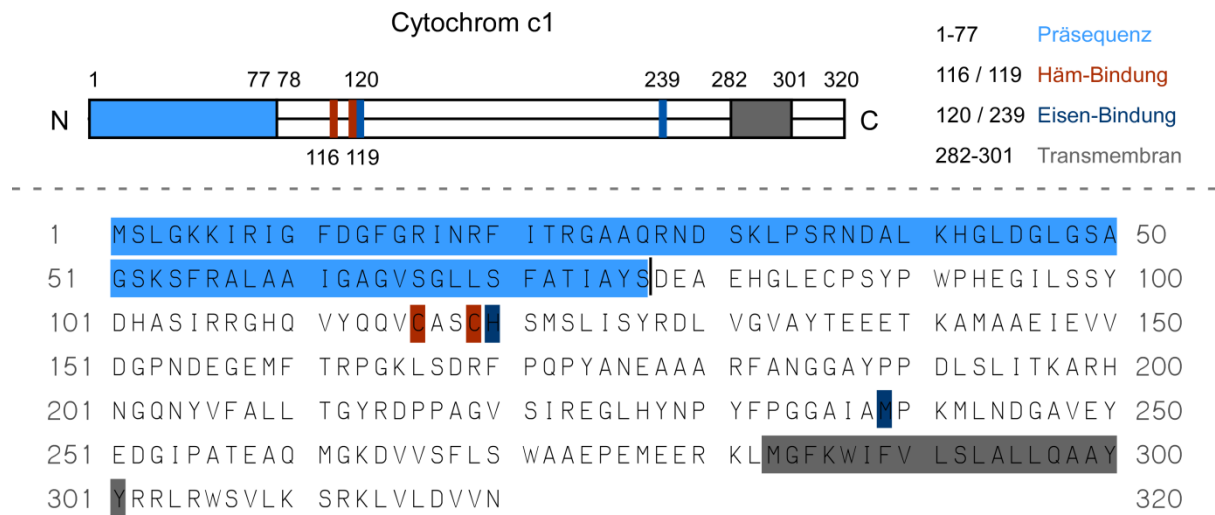 Cytochrom c1
1-77 Präsequenz
116 / 119 Häm-Bindung
120 / 239 Eisen-Bindung
282-301 Transmembran
1 77 78 120 239 282 301 320
N C
116 119
1 MSLGKKIRIG FDGFGRINRF ITRGAAQRND SKLPSRNDAL KHGLDGLGSA 50
51 GSKSFRALAA IGAGVSGLLS FATIAYSDEA EHGLECPSYP WPHEGILSSY 100
101 DHASIRRGHQ VYQQVCASCH SMSLISYRDL VGVAYTEEET KAMAAEIEVV 150
151 DGPNDEGEMF TRPGKLSDRF PQPYANEAAA RFANGGAYPP DLSLITKARH 200
201 NGQNYVFALL TGYRDPPAGV SIREGLHYNP YFPGGAIAMP KMLNDGAVEY 250
251 EDGIPATEAQ MGKDVVSFLS WAAEPEMEER KLMGFKWIFV LSLALLQAAY 300
301 YRRLRWSVLK SRKLVLDVVN 320